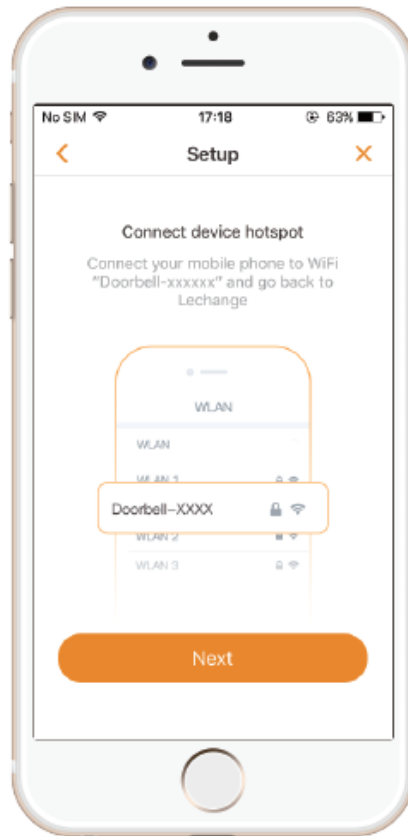 No SIM 17:18 63%
Setup
Connect device hotspot
Connect your mobile phone to WiFi
"Doorbell-xxxxxx" and go back to
Lechange
WLAN
WLAN
WLAN 1
Doorbell-XXXX
WLAN 2
WLAN 3
Next